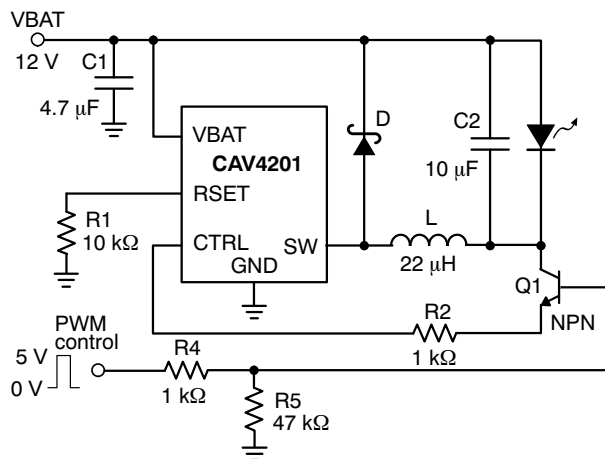 VBAT
12 V
C1
4.7 µF
VBAT
CAV4201
RSET
CTRL
SW
GND
D
C2
10 µF
L
22 µH
R1
10 kΩ
Q1
NPN
R2
1 kΩ
PWM
control
5 V
0 V
R4
1 kΩ
R5
47 kΩ